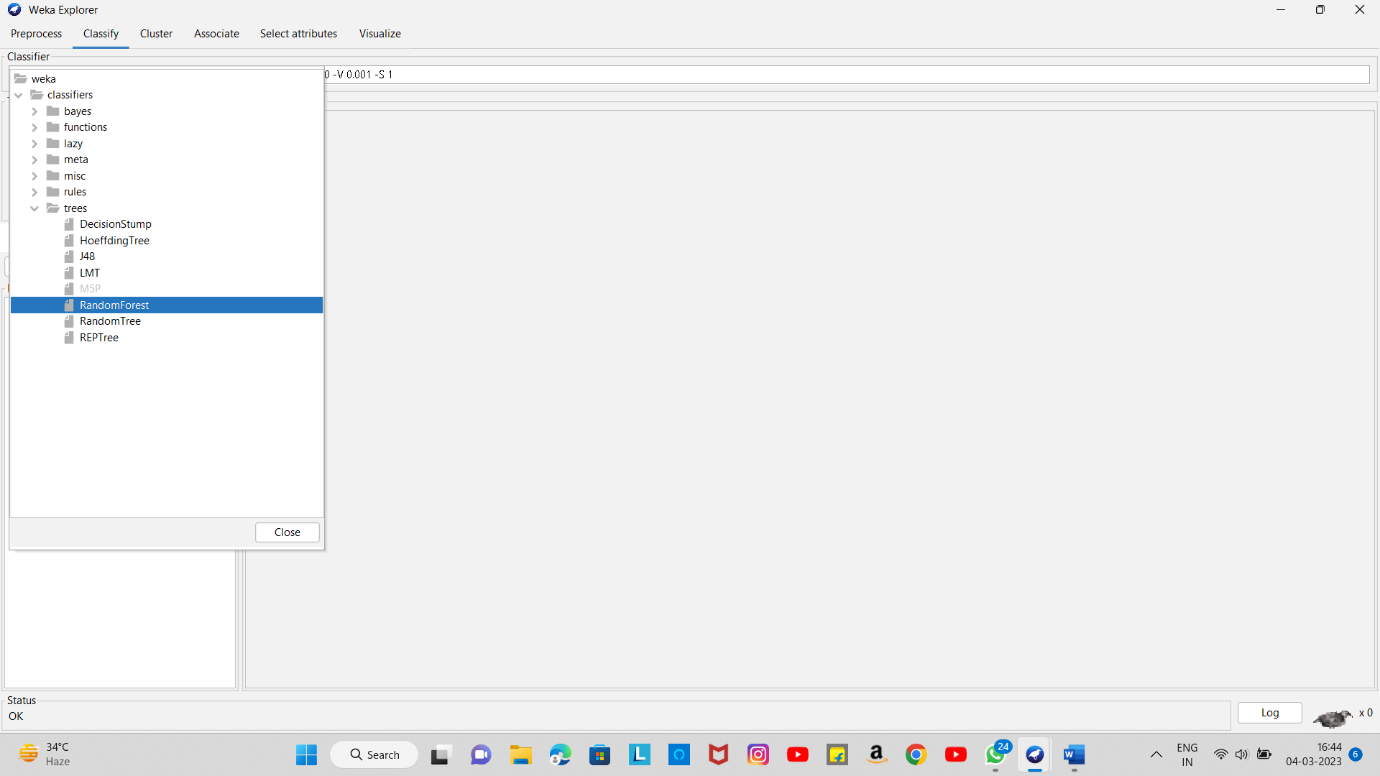 Weka Explorer
Preprocess Classify Cluster Associate Select attributes Visualize
Classifier
0 -V 0.001 -S 1
weka
classifiers
bayes
functions
lazy
meta
misc
rules
trees
DecisionStump
HoeffdingTree
J48
LMT
M5P
RandomForest
RandomTree
REPTree
Close
Status
OK
Log
x 0
34°C
Haze
Search
24
ENG
IN
16:44
04-03-2023
6